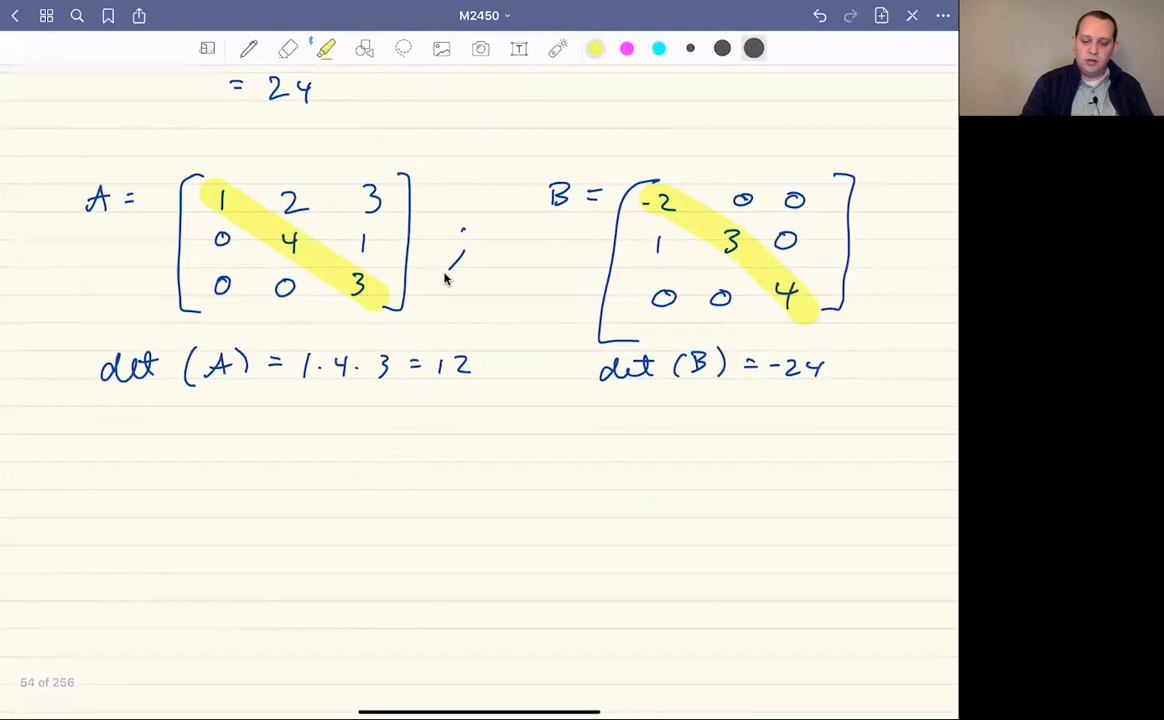 M2450
= 24
A = [ 1 2 3 ; B = [ -2 0 0 ]
0 4 1 1 3 0
0 0 3 ] 0 0 4
det (A) = 1 · 4 · 3 = 12 det (B) = -24
54 of 256